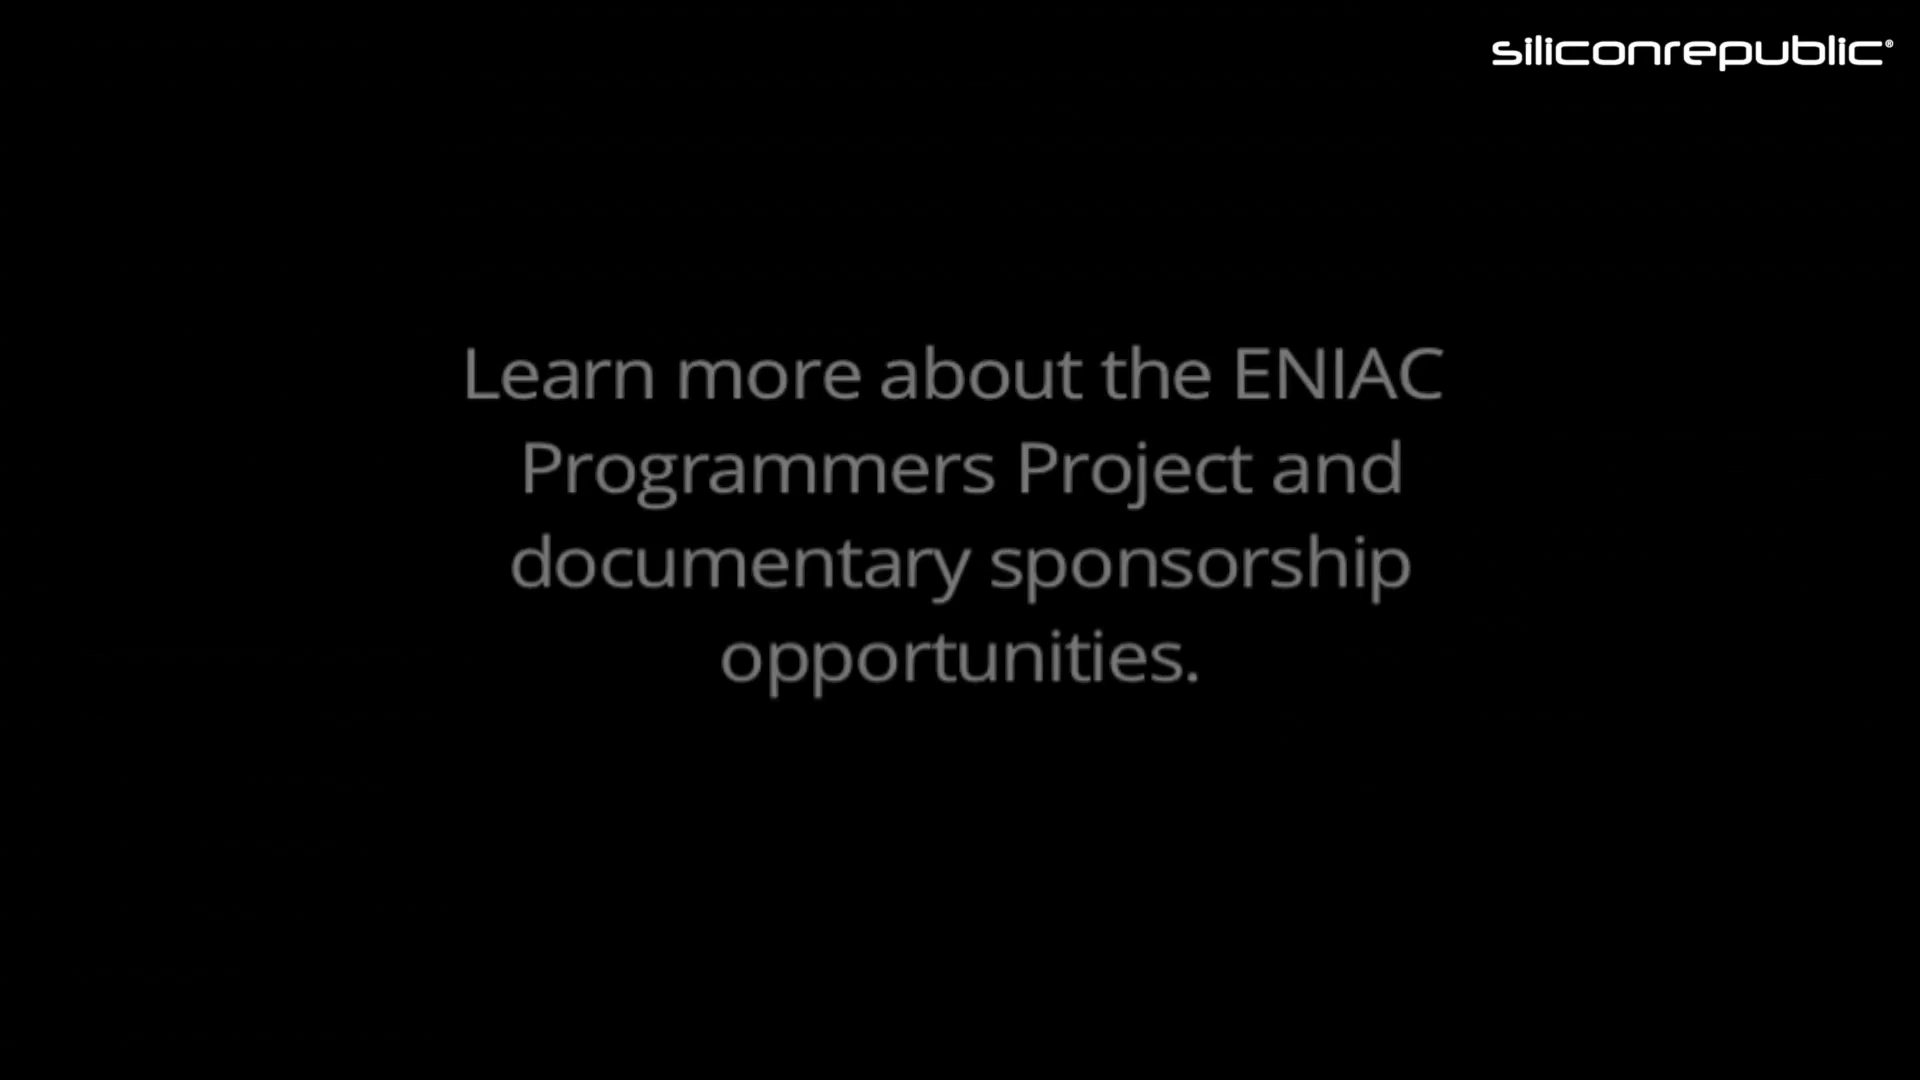 siliconrepublic®
Learn more about the ENIAC
Programmers Project and
documentary sponsorship
opportunities.